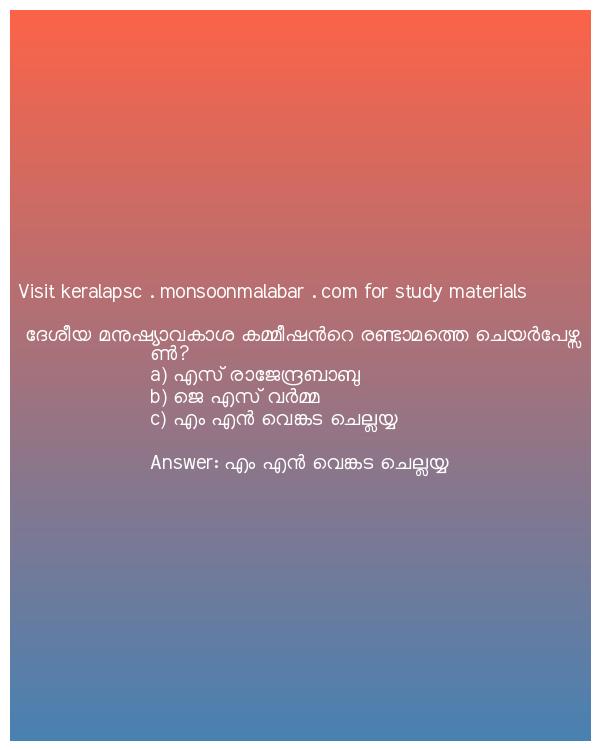 Visit keralapsc . monsoonmalabar . com for study materials
ദേശീയ മനുഷ്യാവകാശ കമ്മീഷൻറെ രണ്ടാമത്തെ ചെയർപേഴ്സ
ൺ?
a) എസ് രാജേന്ദ്രബാബു
b) ജെ എസ് വർമ്മ
c) എം എൻ വെങ്കട ചെല്ലയ്യ
Answer: എം എൻ വെങ്കട ചെല്ലയ്യ